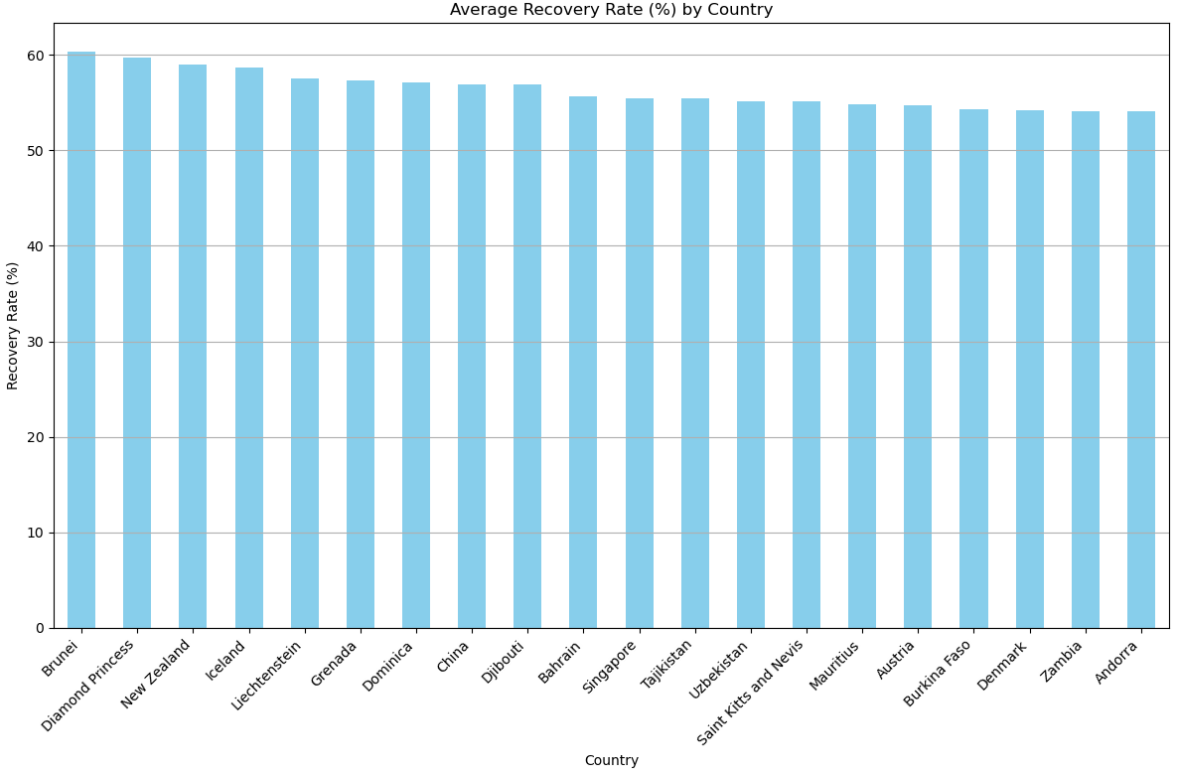 Average Recovery Rate (%) by Country
Recovery Rate (%)
60
50
40
30
20
10
0
Brunei
Diamond Princess
New Zealand
Iceland
Liechtenstein
Grenada
Dominica
China
Djibouti
Bahrain
Singapore
Tajikistan
Uzbekistan
Saint Kitts and Nevis
Mauritius
Austria
Burkina Faso
Denmark
Zambia
Andorra
Country